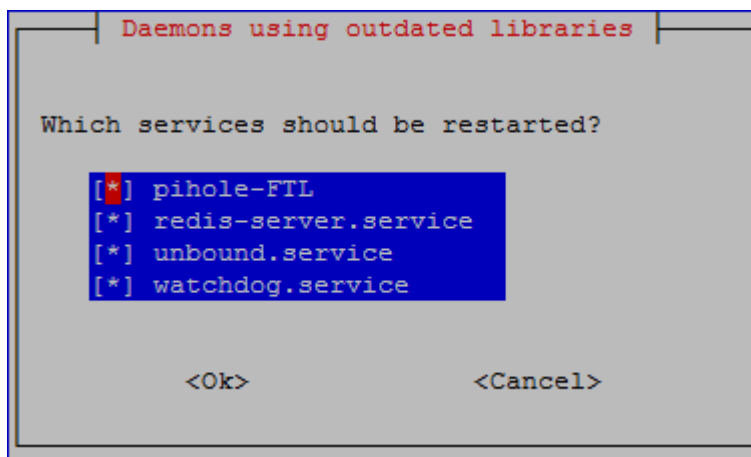 Daemons using outdated libraries
Which services should be restarted?
[*] pihole-FTL
[*] redis-server.service
[*] unbound.service
[*] watchdog.service
<Ok> <Cancel>